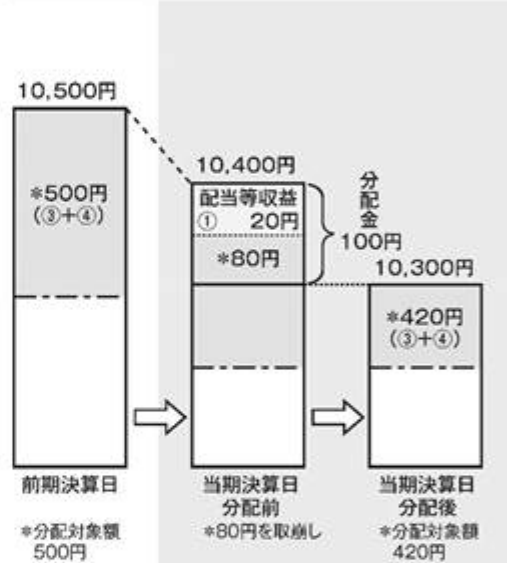 10,500円
*500円
(③+④)
前期決算日
*分配対象額
500円
10,400円
配当等収益
① 20円
*80円
分配金
100円
当期決算日
分配前
*80円を取崩し
10,300円
*420円
(③+④)
当期決算日
分配後
*分配対象額
420円